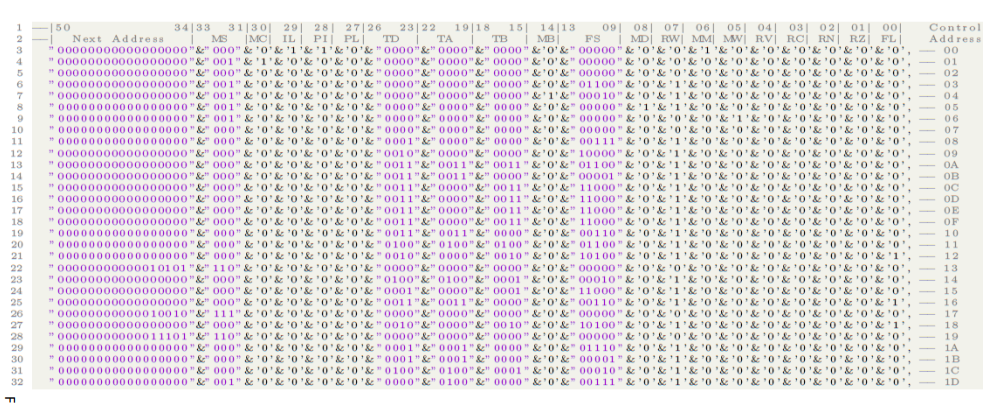 1 — |50 34|33 31|30| 29| 28| 27|26 23|22 19|18 15| 14|13 09| 08| 07| 06| 05| 04| 03| 02| 01| 00| Control
2 — | Next Address | MS |MC| IL| PI| PL| TD | TA | TB | MB| FS | MD| RW| MM| MW| RV| RC| RN| RZ| FL| Address
3 "00000000000000000"&"000"&'0'&'1'&'1'&'0'&"0000"&"0000"&"0000"&'0'&"00000"&'0'&'0'&'1'&'0'&'0'&'0'&'0'&'0'&'0', — 00
4 "00000000000000000"&"001"&'1'&'0'&'0'&'0'&"0000"&"0000"&"0000"&'0'&"00000"&'0'&'0'&'0'&'0'&'0'&'0'&'0'&'0'&'0', — 01
5 "00000000000000000"&"000"&'0'&'0'&'0'&'0'&"0000"&"0000"&"0000"&'0'&"00000"&'0'&'0'&'0'&'0'&'0'&'0'&'0'&'0'&'0', — 02
6 "00000000000000000"&"001"&'0'&'0'&'0'&'0'&"0000"&"0000"&"0000"&'0'&"01100"&'0'&'1'&'0'&'0'&'0'&'0'&'0'&'0'&'0', — 03
7 "00000000000000000"&"001"&'0'&'0'&'0'&'0'&"0000"&"0000"&"0000"&'1'&"00010"&'0'&'1'&'0'&'0'&'0'&'0'&'0'&'0'&'0', — 04
8 "00000000000000000"&"001"&'0'&'0'&'0'&'0'&"0000"&"0000"&"0000"&'0'&"00000"&'1'&'1'&'0'&'0'&'0'&'0'&'0'&'0'&'0', — 05
9 "00000000000000000"&"001"&'0'&'0'&'0'&'0'&"0000"&"0000"&"0000"&'0'&"00000"&'0'&'0'&'0'&'1'&'0'&'0'&'0'&'0'&'0', — 06
10 "00000000000000000"&"000"&'0'&'0'&'0'&'0'&"0000"&"0000"&"0000"&'0'&"00000"&'0'&'0'&'0'&'0'&'0'&'0'&'0'&'0'&'0', — 07
11 "00000000000000000"&"000"&'0'&'0'&'0'&'0'&"0001"&"0000"&"0000"&'0'&"00111"&'0'&'1'&'0'&'0'&'0'&'0'&'0'&'0'&'0', — 08
12 "00000000000000000"&"000"&'0'&'0'&'0'&'0'&"0010"&"0000"&"0000"&'0'&"10000"&'0'&'1'&'0'&'0'&'0'&'0'&'0'&'0'&'0', — 09
13 "00000000000000000"&"000"&'0'&'0'&'0'&'0'&"0011"&"0011"&"0011"&'0'&"01100"&'0'&'1'&'0'&'0'&'0'&'0'&'0'&'0'&'0', — 0A
14 "00000000000000000"&"000"&'0'&'0'&'0'&'0'&"0011"&"0011"&"0000"&'0'&"00001"&'0'&'1'&'0'&'0'&'0'&'0'&'0'&'0'&'0', — 0B
15 "00000000000000000"&"000"&'0'&'0'&'0'&'0'&"0011"&"0000"&"0011"&'0'&"11000"&'0'&'1'&'0'&'0'&'0'&'0'&'0'&'0'&'0', — 0C
16 "00000000000000000"&"000"&'0'&'0'&'0'&'0'&"0011"&"0000"&"0011"&'0'&"11000"&'0'&'1'&'0'&'0'&'0'&'0'&'0'&'0'&'0', — 0D
17 "00000000000000000"&"000"&'0'&'0'&'0'&'0'&"0011"&"0000"&"0011"&'0'&"11000"&'0'&'1'&'0'&'0'&'0'&'0'&'0'&'0'&'0', — 0E
18 "00000000000000000"&"000"&'0'&'0'&'0'&'0'&"0011"&"0000"&"0011"&'0'&"11000"&'0'&'1'&'0'&'0'&'0'&'0'&'0'&'0'&'0', — 0F
19 "00000000000000000"&"000"&'0'&'0'&'0'&'0'&"0011"&"0011"&"0000"&'0'&"00110"&'0'&'1'&'0'&'0'&'0'&'0'&'0'&'0'&'0', — 10
20 "00000000000000000"&"000"&'0'&'0'&'0'&'0'&"0100"&"0100"&"0100"&'0'&"01100"&'0'&'1'&'0'&'0'&'0'&'0'&'0'&'0'&'0', — 11
21 "00000000000000000"&"000"&'0'&'0'&'0'&'0'&"0010"&"0000"&"0010"&'0'&"10100"&'0'&'1'&'0'&'0'&'0'&'0'&'0'&'0'&'1', — 12
22 "00000000000010101"&"110"&'0'&'0'&'0'&'0'&"0000"&"0000"&"0000"&'0'&"00000"&'0'&'0'&'0'&'0'&'0'&'0'&'0'&'0'&'0', — 13
23 "00000000000000000"&"000"&'0'&'0'&'0'&'0'&"0100"&"0100"&"0001"&'0'&"00010"&'0'&'1'&'0'&'0'&'0'&'0'&'0'&'0'&'0', — 14
24 "00000000000000000"&"000"&'0'&'0'&'0'&'0'&"0001"&"0000"&"0001"&'0'&"11000"&'0'&'1'&'0'&'0'&'0'&'0'&'0'&'0'&'0', — 15
25 "00000000000000000"&"000"&'0'&'0'&'0'&'0'&"0011"&"0011"&"0000"&'0'&"00110"&'0'&'1'&'0'&'0'&'0'&'0'&'0'&'0'&'1', — 16
26 "00000000000010010"&"111"&'0'&'0'&'0'&'0'&"0000"&"0000"&"0000"&'0'&"00000"&'0'&'0'&'0'&'0'&'0'&'0'&'0'&'0'&'0', — 17
27 "00000000000000000"&"000"&'0'&'0'&'0'&'0'&"0010"&"0000"&"0010"&'0'&"10100"&'0'&'1'&'0'&'0'&'0'&'0'&'0'&'0'&'1', — 18
28 "00000000000011101"&"110"&'0'&'0'&'0'&'0'&"0000"&"0000"&"0000"&'0'&"00000"&'0'&'0'&'0'&'0'&'0'&'0'&'0'&'0'&'0', — 19
29 "00000000000000000"&"000"&'0'&'0'&'0'&'0'&"0001"&"0001"&"0000"&'0'&"00110"&'0'&'1'&'0'&'0'&'0'&'0'&'0'&'0'&'0', — 1A
30 "00000000000000000"&"000"&'0'&'0'&'0'&'0'&"0001"&"0001"&"0000"&'0'&"00001"&'0'&'1'&'0'&'0'&'0'&'0'&'0'&'0'&'0', — 1B
31 "00000000000000000"&"000"&'0'&'0'&'0'&'0'&"0100"&"0100"&"0001"&'0'&"00010"&'0'&'1'&'0'&'0'&'0'&'0'&'0'&'0'&'0', — 1C
32 "00000000000000000"&"001"&'0'&'0'&'0'&'0'&"0000"&"0100"&"0000"&'0'&"00111"&'0'&'1'&'0'&'0'&'0'&'0'&'0'&'0'&'0', — 1D